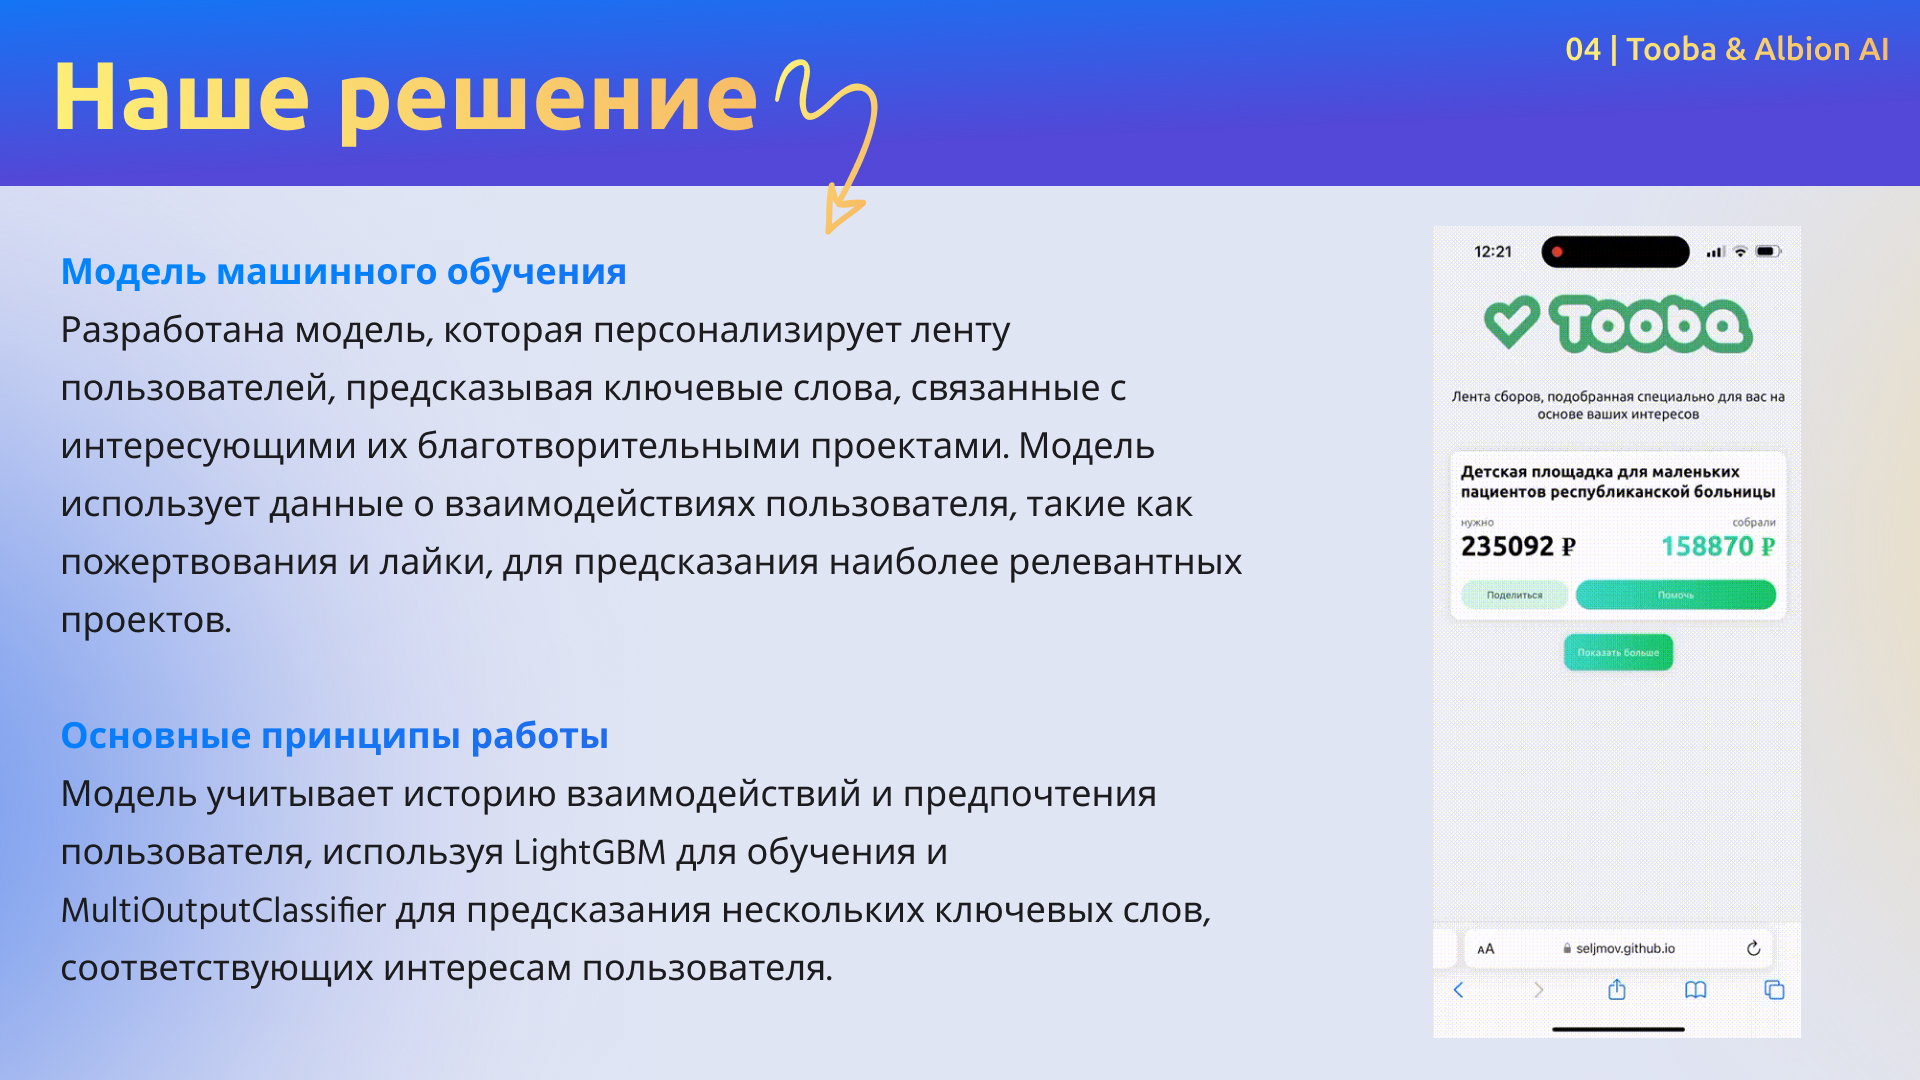 04 | Tooba & Albion AI
Наше решение
Модель машинного обучения
Разработана модель, которая персонализирует ленту
пользователей, предсказывая ключевые слова, связанные с
интересующими их благотворительными проектами. Модель
использует данные о взаимодействиях пользователя, такие как
пожертвования и лайки, для предсказания наиболее релевантных
проектов.
Основные принципы работы
Модель учитывает историю взаимодействий и предпочтения
пользователя, используя LightGBM для обучения и
MultiOutputClassifier для предсказания нескольких ключевых слов,
соответствующих интересам пользователя.
12:21
Tooba
Лента сборов, подобранная специально для вас на
основе ваших интересов
Детская площадка для маленьких
пациентов республиканской больницы
нужно собрали
235092 ₽ 158870 ₽
Поделиться Помочь
Показать больше
AA seljmov.github.io